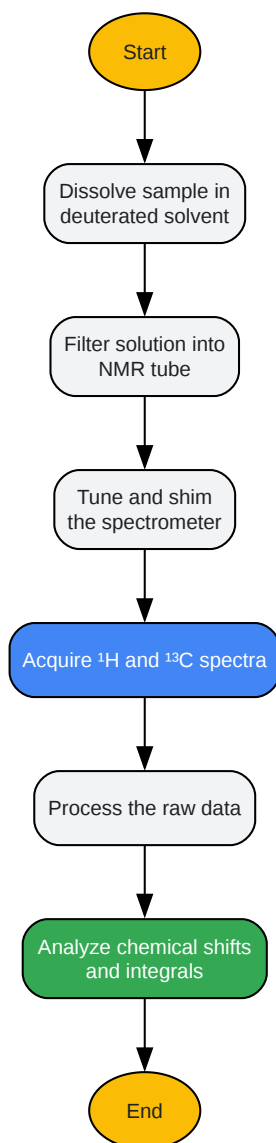 Start
Dissolve sample in
deuterated solvent
Filter solution into
NMR tube
Tune and shim
the spectrometer
Acquire ¹H and ¹³C spectra
Process the raw data
Analyze chemical shifts
and integrals
End